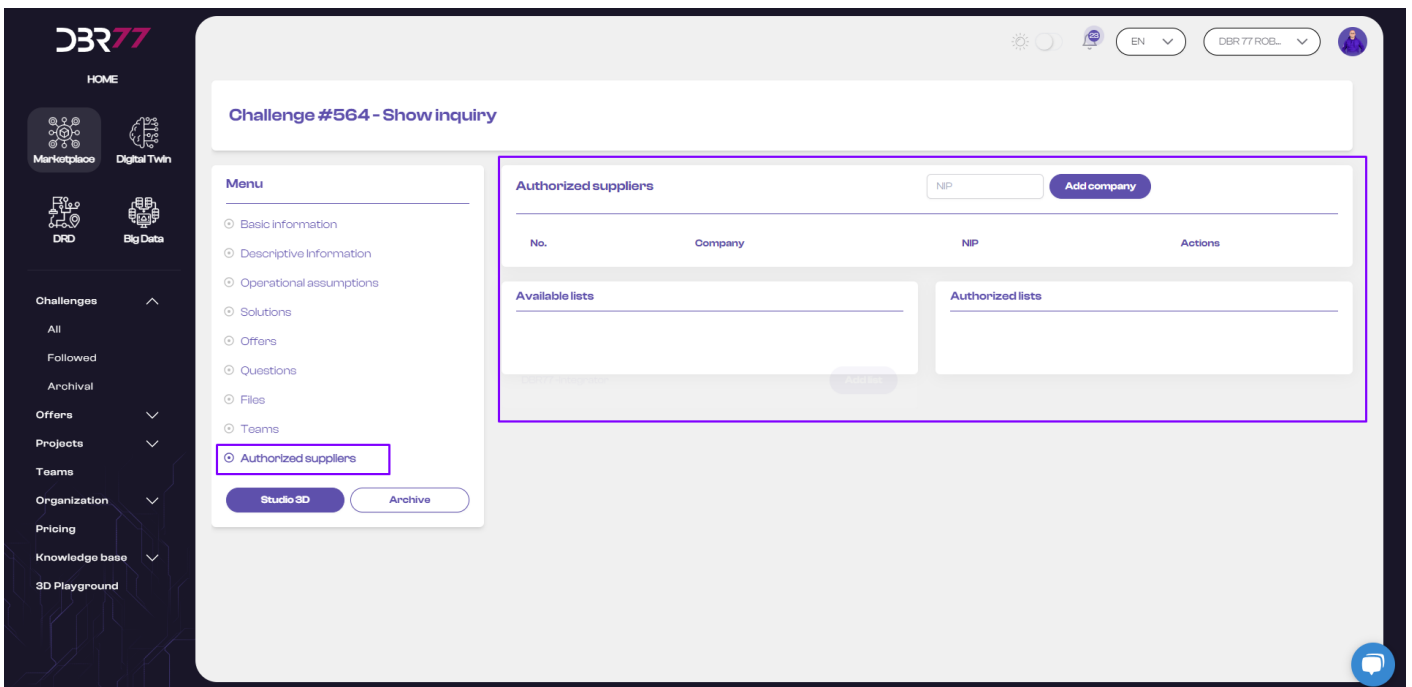 DBR77
HOME
Marketplace
Digital Twin
DRD
Big Data
Challenges
All
Followed
Archival
Offers
Projects
Teams
Organization
Pricing
Knowledge base
3D Playground
25
EN
DBR 77 ROB...
Challenge #564 - Show inquiry
Menu
Basic information
Descriptive Information
Operational assumptions
Solutions
Offers
Questions
Files
Teams
Authorized suppliers
Studio 3D
Archive
Authorized suppliers
NIP
Add company
No.
Company
NIP
Actions
Available lists
Add list
Authorized lists